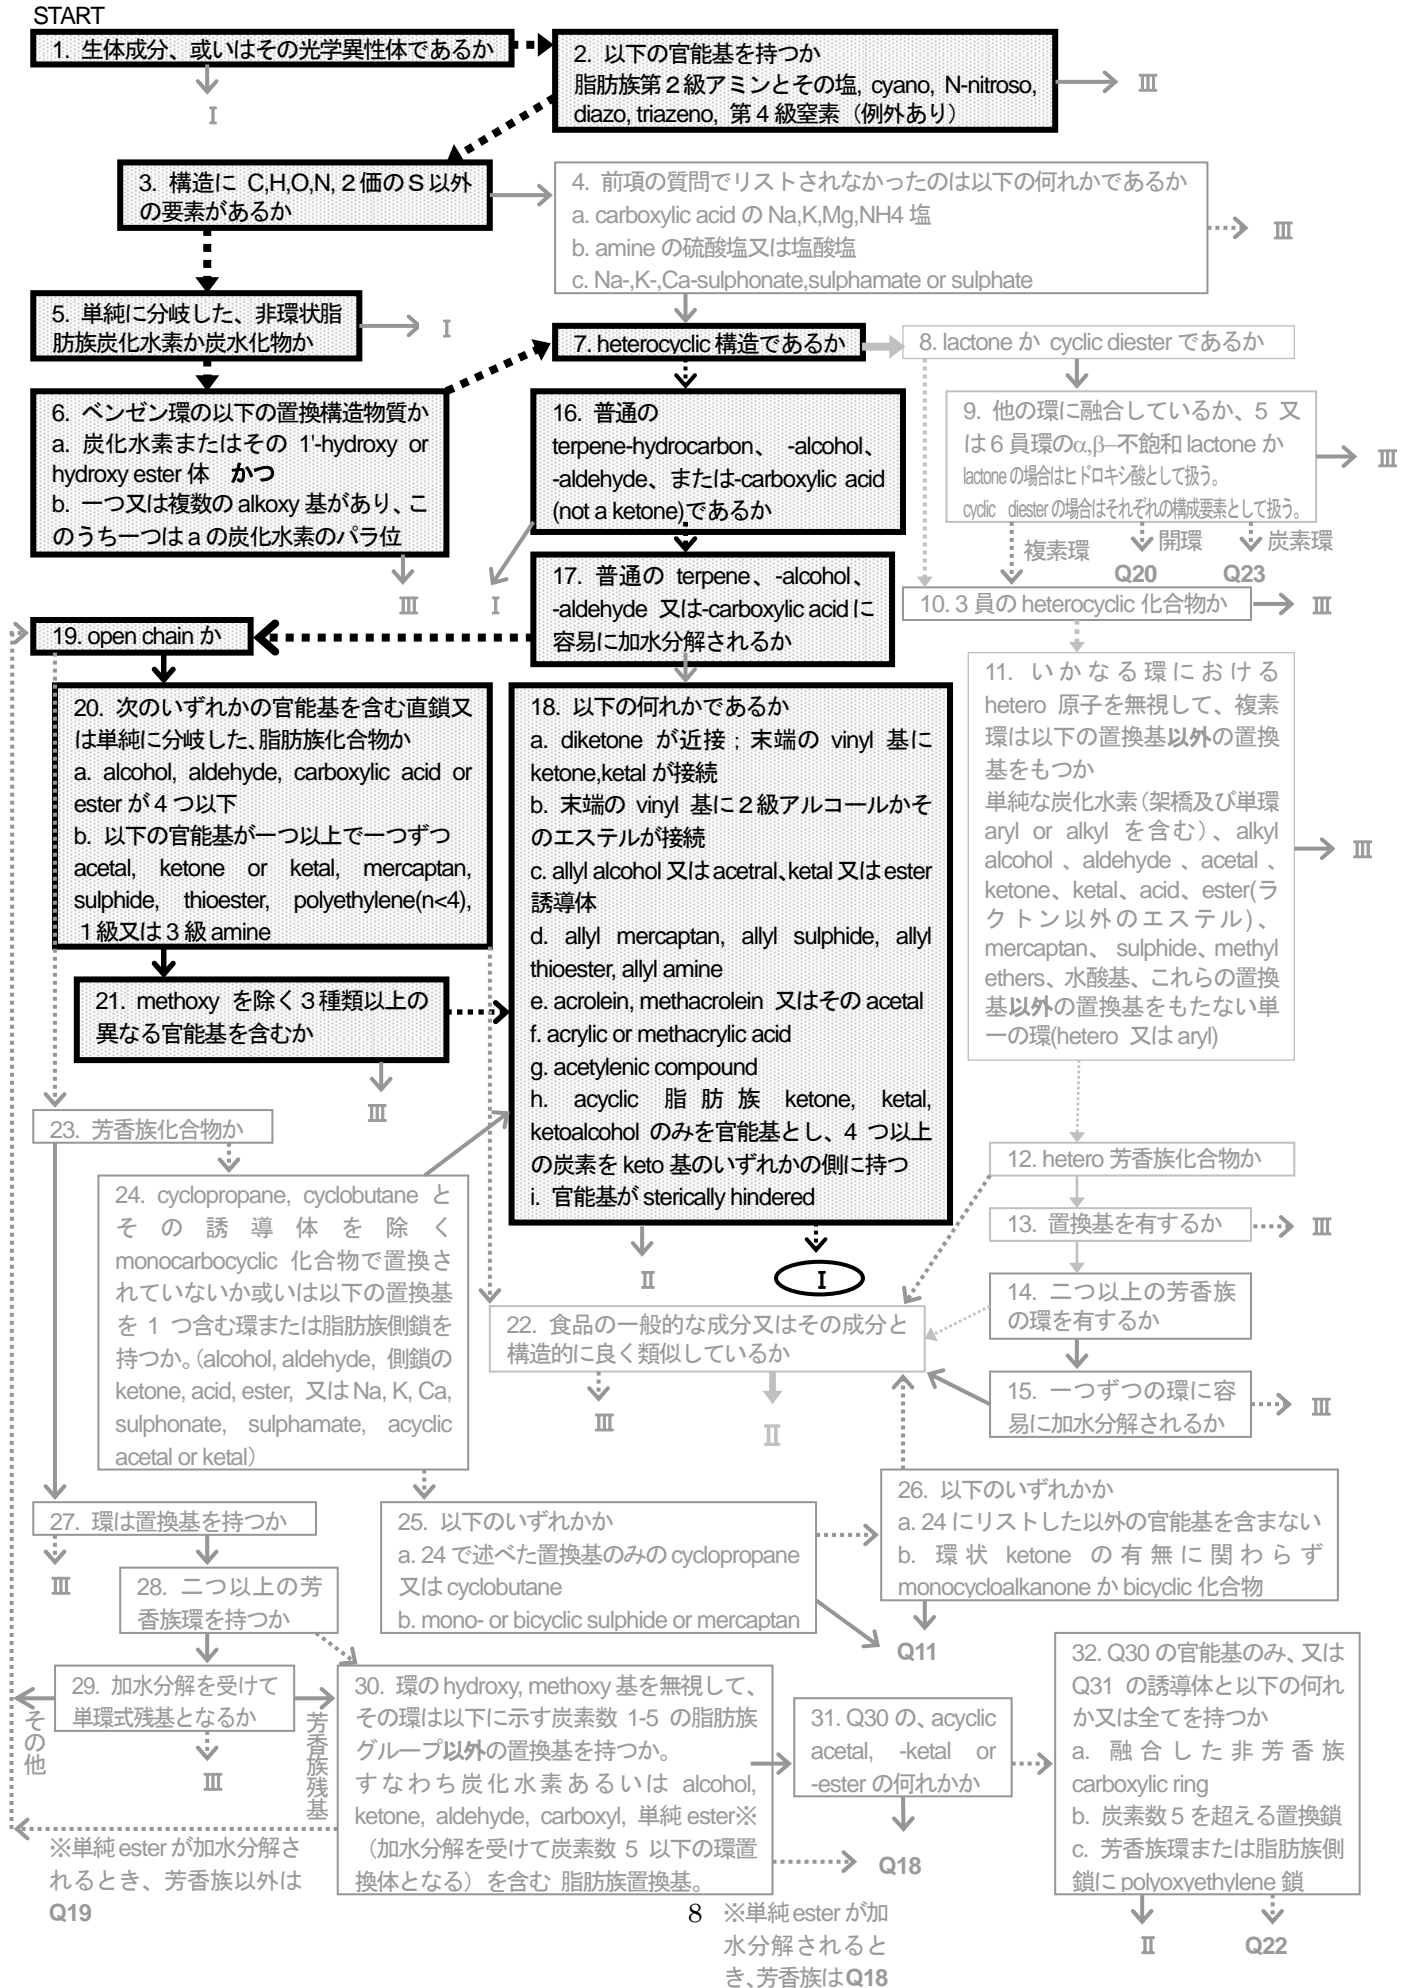 START
1. 生体成分、或いはその光学異性体であるか
I
2. 以下の官能基を持つか
脂肪族第２級アミンとその塩, cyano, N-nitroso,
diazo, triazeno, 第４級窒素（例外あり）
Ⅲ
3. 構造に C,H,O,N,２価のＳ以外
の要素があるか
4. 前項の質問でリストされなかったのは以下の何れかであるか
a. carboxylic acid の Na,K,Mg,NH4 塩
b. amine の硫酸塩又は塩酸塩
c. Na-,K-,Ca-sulphonate,sulphamate or sulphate
Ⅲ
5. 単純に分岐した、非環状脂
肪族炭化水素か炭水化物か
I
7. heterocyclic 構造であるか
8. lactone か cyclic diester であるか
6. ベンゼン環の以下の置換構造物質か
a. 炭化水素またはその 1'-hydroxy or
hydroxy ester 体　かつ
b. 一つ又は複数の alkoxy 基があり、こ
のうち一つは a の炭化水素のパラ位
Ⅲ
16. 普通の
terpene-hydrocarbon、 -alcohol、
-aldehyde、または-carboxylic acid
(not a ketone)であるか
I
9. 他の環に融合しているか、5 又
は 6 員環のα,β–不飽和 lactone か
lactoneの場合はヒドロキシ酸として扱う。
cyclic diesterの場合はそれぞれの構成要素として扱う。
Ⅲ
複素環
開環
炭素環
Q20
Q23
10. 3 員の heterocyclic 化合物か
Ⅲ
17. 普通の terpene、-alcohol、
-aldehyde 又は-carboxylic acid に
容易に加水分解されるか
19. open chain か
20. 次のいずれかの官能基を含む直鎖又
は単純に分岐した、脂肪族化合物か
a. alcohol, aldehyde, carboxylic acid or
ester が４つ以下
b. 以下の官能基が一つ以上で一つずつ
acetal, ketone or ketal, mercaptan,
sulphide, thioester, polyethylene(n<4),
１級又は３級 amine
18. 以下の何れかであるか
a. diketone が近接；末端の vinyl 基に
ketone,ketal が接続
b. 末端の vinyl 基に２級アルコールかそ
のエステルが接続
c. allyl alcohol 又は acetral、ketal 又は ester
誘導体
d. allyl mercaptan, allyl sulphide, allyl
thioester, allyl amine
e. acrolein, methacrolein 又はその acetal
f. acrylic or methacrylic acid
g. acetylenic compound
h. acyclic 脂肪族 ketone, ketal,
ketoalcohol のみを官能基とし、4 つ以上
の炭素を keto 基のいずれかの側に持つ
i. 官能基が sterically hindered
Ⅱ
I
11. いかなる環における
hetero 原子を無視して、複素
環は以下の置換基以外の置換
基をもつか
単純な炭化水素(架橋及び単環
aryl or alkyl を含む)、alkyl
alcohol、aldehyde、acetal、
ketone、ketal、acid、ester(ラ
クトン以外のエステル)、
mercaptan、sulphide、methyl
ethers、水酸基、これらの置換
基以外の置換基をもたない単
一の環(hetero 又は aryl)
Ⅲ
21. methoxy を除く３種類以上の
異なる官能基を含むか
Ⅲ
23. 芳香族化合物か
12. hetero 芳香族化合物か
24. cyclopropane, cyclobutane と
その誘導体を除く
monocarbocyclic 化合物で置換さ
れていないか或いは以下の置換基
を 1 つ含む環または脂肪族側鎖を
持つか。(alcohol, aldehyde, 側鎖の
ketone, acid, ester, 又は Na, K, Ca,
sulphonate, sulphamate, acyclic
acetal or ketal）
13. 置換基を有するか
Ⅲ
14. 二つ以上の芳香族
の環を有するか
22. 食品の一般的な成分又はその成分と
構造的に良く類似しているか
Ⅲ
Ⅱ
15. 一つずつの環に容
易に加水分解されるか
Ⅲ
27. 環は置換基を持つか
Ⅲ
25. 以下のいずれかか
a. 24 で述べた置換基のみの cyclopropane
又は cyclobutane
b. mono- or bicyclic sulphide or mercaptan
26. 以下のいずれかか
a. 24 にリストした以外の官能基を含まない
b. 環状 ketone の有無に関わらず
monocycloalkanone か bicyclic 化合物
Q11
28. 二つ以上の芳
香族環を持つか
29. 加水分解を受けて
単環式残基となるか
その他
芳香族残基
Ⅲ
30. 環の hydroxy, methoxy 基を無視して、
その環は以下に示す炭素数 1-5 の脂肪族
グループ以外の置換基を持つか。
すなわち炭化水素あるいは alcohol,
ketone, aldehyde, carboxyl, 単純 ester※
（加水分解を受けて炭素数 5 以下の環置
換体となる）を含む 脂肪族置換基。
31. Q30 の、acyclic
acetal, -ketal or
-ester の何れかか
Q18
32. Q30 の官能基のみ、又は
Q31 の誘導体と以下の何れ
か又は全てを持つか
a. 融合した非芳香族
carboxylic ring
b. 炭素数 5 を超える置換鎖
c. 芳香族環または脂肪族側
鎖に polyoxyethylene 鎖
Ⅱ
Q22
※単純 ester が加水分解さ
れるとき、芳香族以外は
Q19
8
※単純 ester が加
水分解されると
き、芳香族は Q18